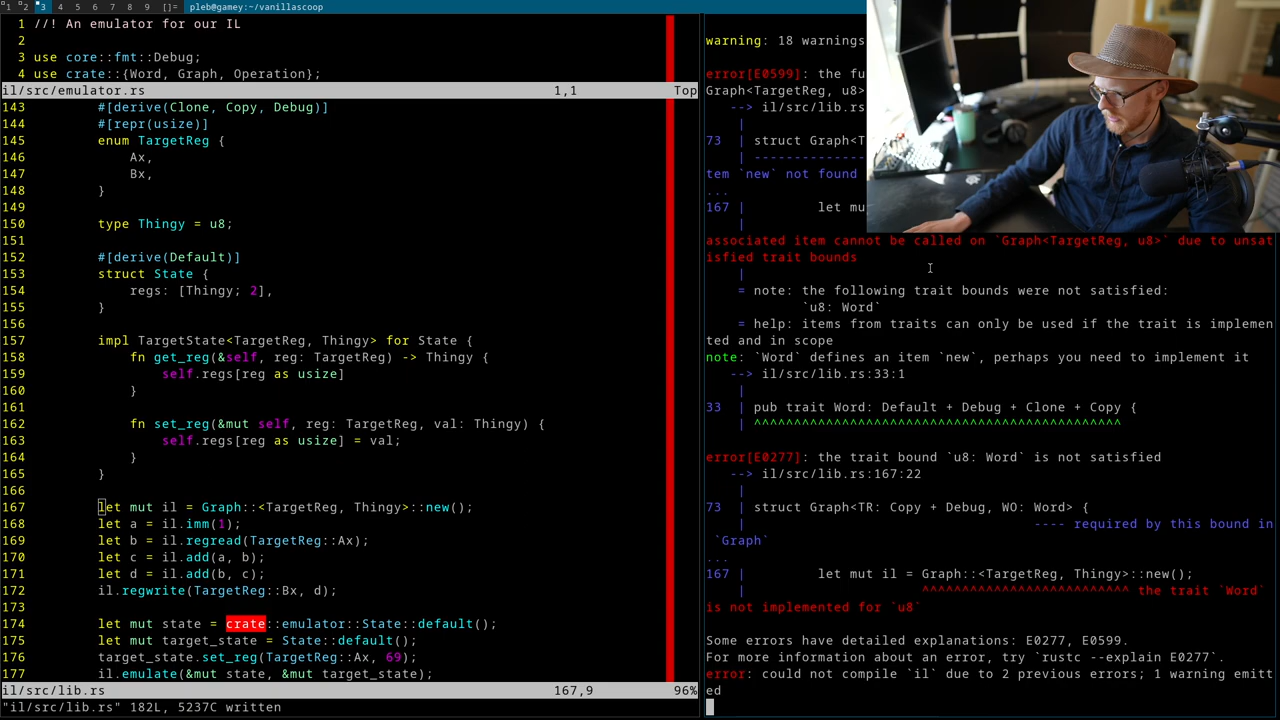 1 2 3 4 5 6 7 8 9 []= pleb@gamey:~/vanillascoop
1 //! An emulator for our IL
2
3 use core::fmt::Debug;
4 use crate::{Word, Graph, Operation};
il/src/emulator.rs 1,1 Top
143 #[derive(Clone, Copy, Debug)]
144 #[repr(usize)]
145 enum TargetReg {
146 Ax,
147 Bx,
148 }
149
150 type Thingy = u8;
151
152 #[derive(Default)]
153 struct State {
154 regs: [Thingy; 2],
155 }
156
157 impl TargetState<TargetReg, Thingy> for State {
158 fn get_reg(&self, reg: TargetReg) -> Thingy {
159 self.regs[reg as usize]
160 }
161
162 fn set_reg(&mut self, reg: TargetReg, val: Thingy) {
163 self.regs[reg as usize] = val;
164 }
165 }
166
167 let mut il = Graph::<TargetReg, Thingy>::new();
168 let a = il.imm(1);
169 let b = il.regread(TargetReg::Ax);
170 let c = il.add(a, b);
171 let d = il.add(b, c);
172 il.regwrite(TargetReg::Bx, d);
173
174 let mut state = crate::emulator::State::default();
175 let mut target_state = State::default();
176 target_state.set_reg(TargetReg::Ax, 69);
177 il.emulate(&mut state, &mut target_state);
il/src/lib.rs 167,9 96%
"il/src/lib.rs" 182L, 5237C written
warning: 18 warnings
error[E0599]: the fu
Graph<TargetReg, u8>
--> il/src/lib.rs
|
73 | struct Graph<T
| --------------
tem `new` not found
...
167 | let mu
|
associated item cannot be called on `Graph<TargetReg, u8>` due to unsat
isfied trait bounds
|
= note: the following trait bounds were not satisfied:
`u8: Word`
= help: items from traits can only be used if the trait is implemen
ted and in scope
note: `Word` defines an item `new`, perhaps you need to implement it
--> il/src/lib.rs:33:1
|
33 | pub trait Word: Default + Debug + Clone + Copy {
| ^^^^^^^^^^^^^^^^^^^^^^^^^^^^^^^^^^^^^^^^^^^^^^
error[E0277]: the trait bound `u8: Word` is not satisfied
--> il/src/lib.rs:167:22
|
73 | struct Graph<TR: Copy + Debug, WO: Word> {
| ---- required by this bound in
`Graph`
...
167 | let mut il = Graph::<TargetReg, Thingy>::new();
| ^^^^^^^^^^^^^^^^^^^^^^^^^^ the trait `Word`
is not implemented for `u8`
Some errors have detailed explanations: E0277, E0599.
For more information about an error, try `rustc --explain E0277`.
error: could not compile `il` due to 2 previous errors; 1 warning emitt
ed